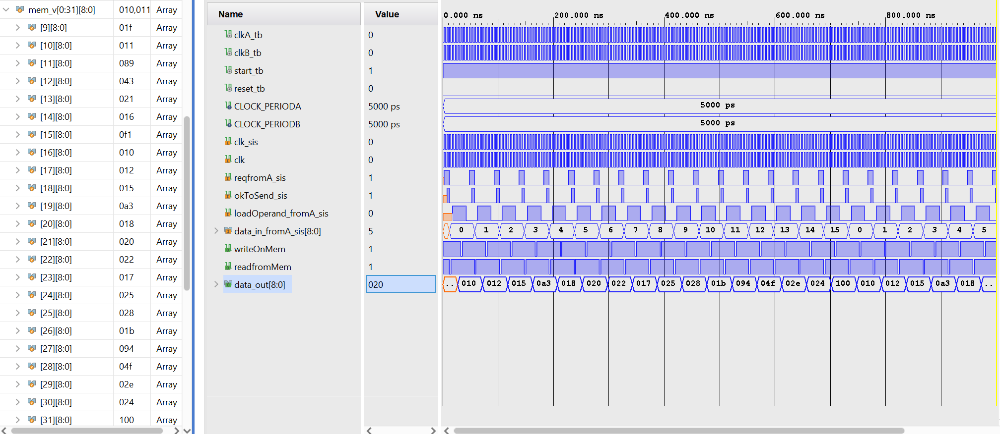 mem_v[0:31][8:0] 010,011 Array
[9][8:0] 01f Array
[10][8:0] 011 Array
[11][8:0] 089 Array
[12][8:0] 043 Array
[13][8:0] 021 Array
[14][8:0] 016 Array
[15][8:0] 0f1 Array
[16][8:0] 010 Array
[17][8:0] 012 Array
[18][8:0] 015 Array
[19][8:0] 0a3 Array
[20][8:0] 018 Array
[21][8:0] 020 Array
[22][8:0] 022 Array
[23][8:0] 017 Array
[24][8:0] 025 Array
[25][8:0] 028 Array
[26][8:0] 01b Array
[27][8:0] 094 Array
[28][8:0] 04f Array
[29][8:0] 02e Array
[30][8:0] 024 Array
[31][8:0] 100 Array
Name Value 0.000 ns 200.000 ns 400.000 ns 600.000 ns 800.000 ns
clkA_tb 0
clkB_tb 0
start_tb 1
reset_tb 0
CLOCK_PERIODA 5000 ps 5000 ps
CLOCK_PERIODB 5000 ps 5000 ps
clk_sis 0
clk 0
reqfromA_sis 1
okToSend_sis 1
loadOperand_fromA_sis 0
data_in_fromA_sis[8:0] 5 0 1 2 3 4 5 6 7 8 9 10 11 12 13 14 15 0 1 2 3 4 5
writeOnMem 1
readfromMem 1
data_out[8:0] 020 .. 010 012 015 0a3 018 020 022 017 025 028 01b 094 04f 02e 024 100 010 012 015 0a3 018 ..